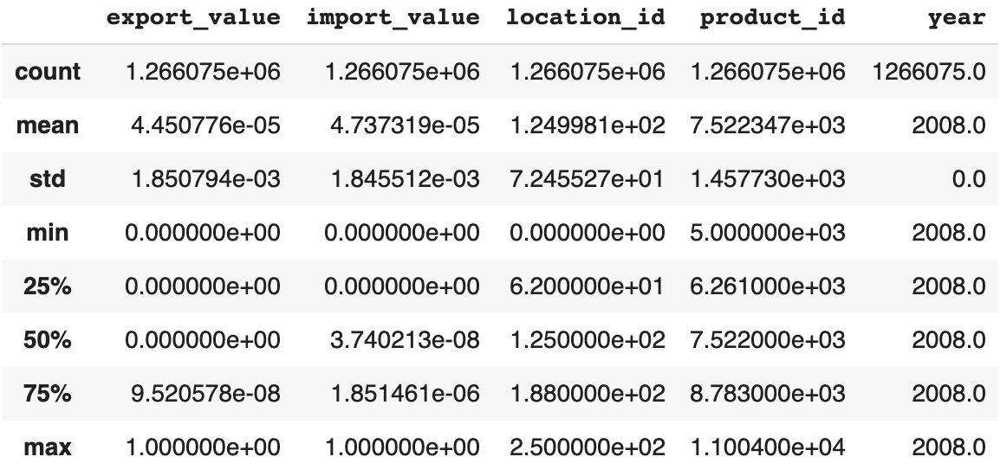 export_value import_value location_id product_id year
count 1.266075e+06 1.266075e+06 1.266075e+06 1.266075e+06 1266075.0
mean 4.450776e-05 4.737319e-05 1.249981e+02 7.522347e+03 2008.0
std 1.850794e-03 1.845512e-03 7.245527e+01 1.457730e+03 0.0
min 0.000000e+00 0.000000e+00 0.000000e+00 5.000000e+03 2008.0
25% 0.000000e+00 0.000000e+00 6.200000e+01 6.261000e+03 2008.0
50% 0.000000e+00 3.740213e-08 1.250000e+02 7.522000e+03 2008.0
75% 9.520578e-08 1.851461e-06 1.880000e+02 8.783000e+03 2008.0
max 1.000000e+00 1.000000e+00 2.500000e+02 1.100400e+04 2008.0